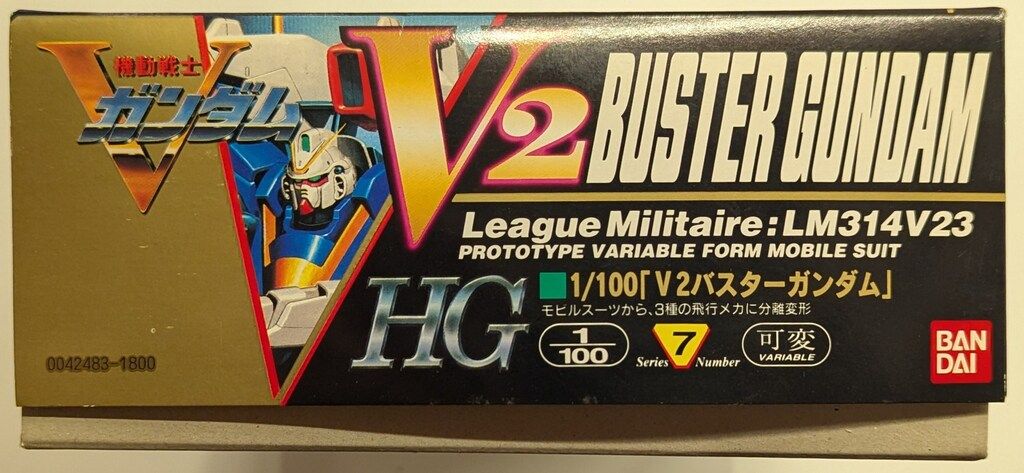 機動戦士
V
ガンダム
V2 BUSTER GUNDAM
League Militaire:LM314V23
PROTOTYPE VARIABLE FORM MOBILE SUIT
HG
■1/100「V2バスターガンダム」
モビルスーツから、3種の飛行メカに分離変形
1/100
Series 7 Number
可変
VARIABLE
BAN
DAI
0042483-1800